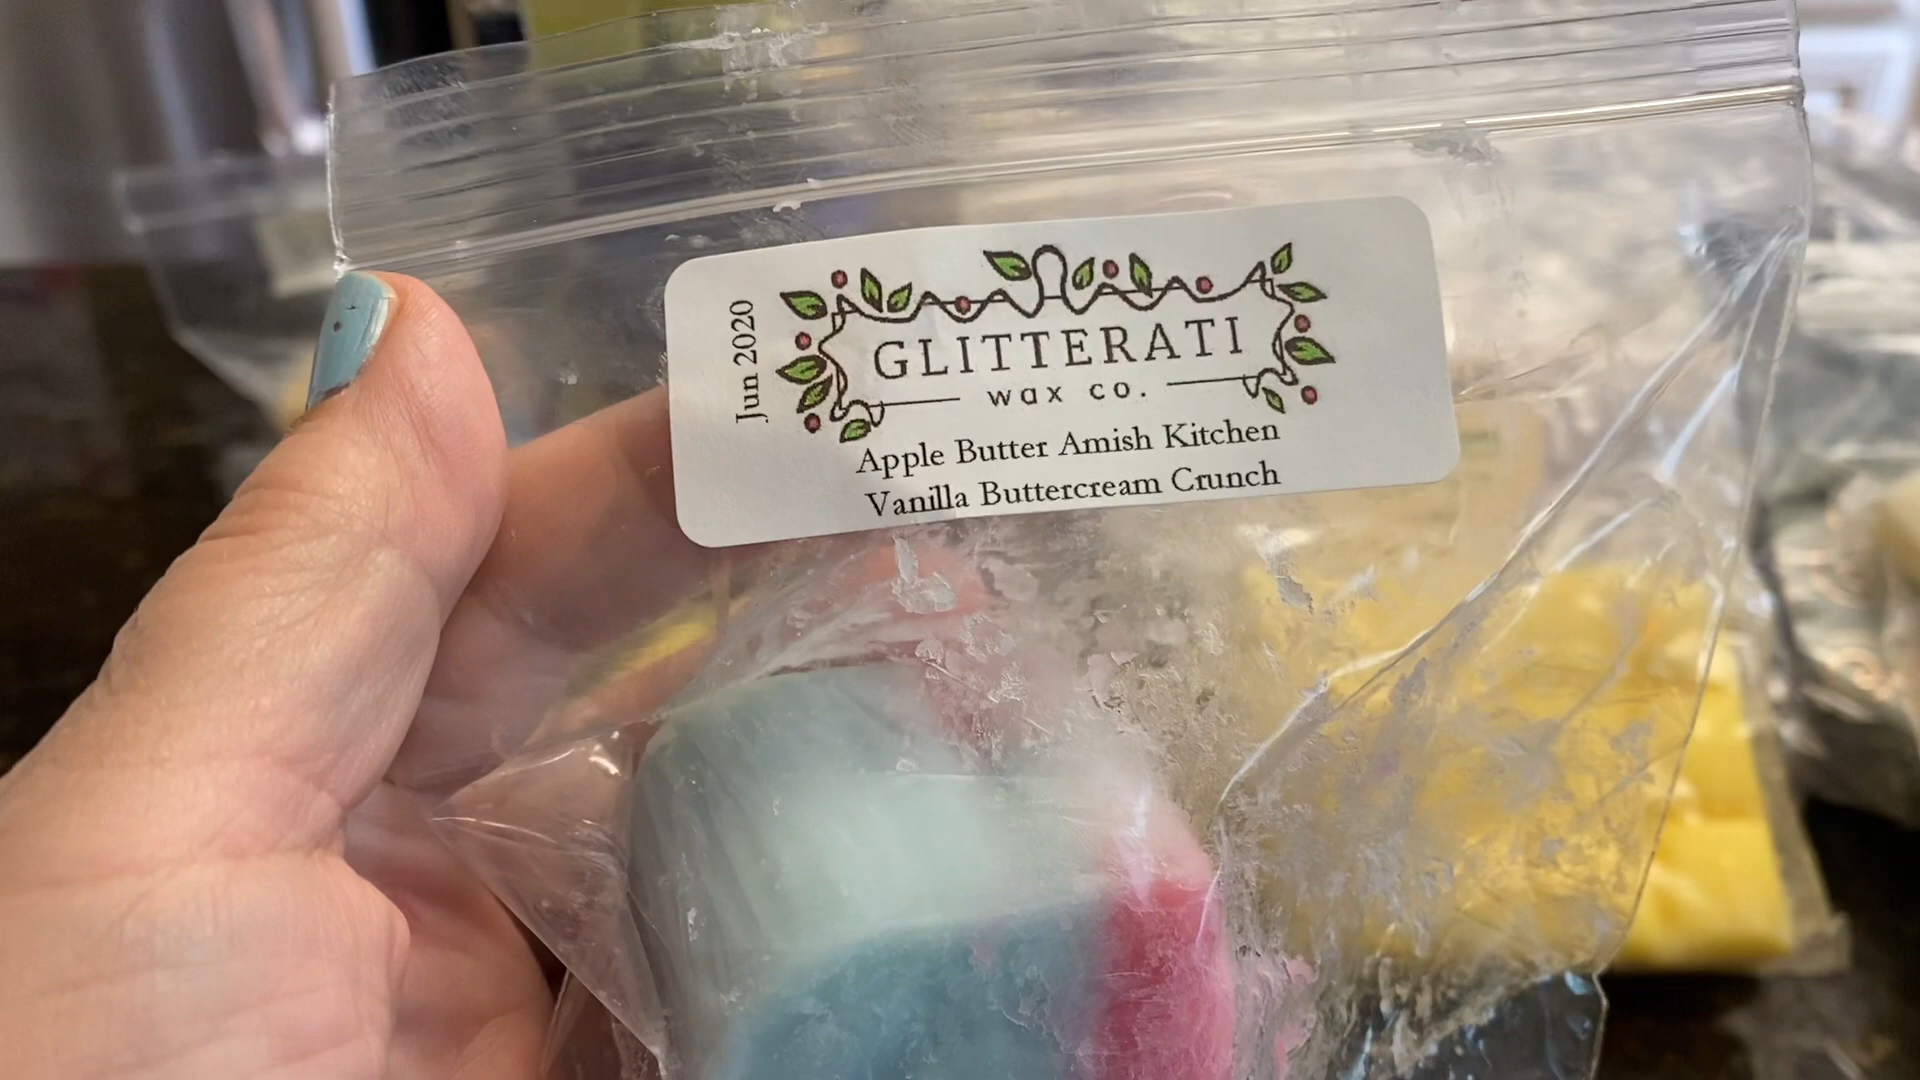 Jun 2020
GLITTERATI
wax co.
Apple Butter Amish Kitchen
Vanilla Buttercream Crunch